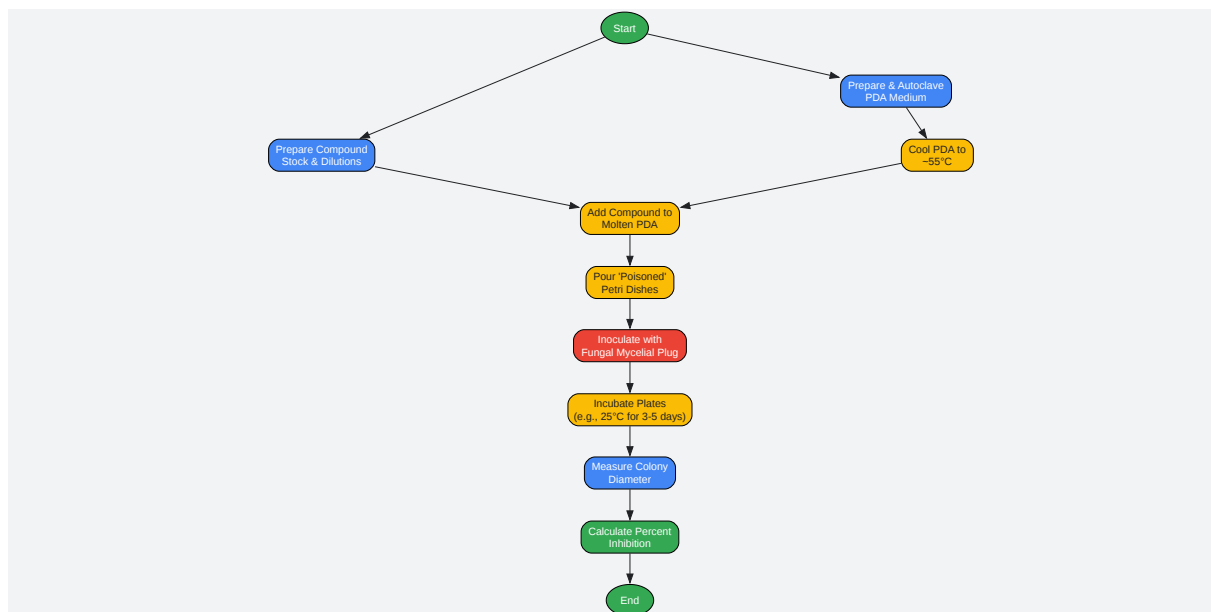 Start
Prepare & Autoclave
PDA Medium
Prepare Compound
Stock & Dilutions
Cool PDA to
~55°C
Add Compound to
Molten PDA
Pour 'Poisoned'
Petri Dishes
Inoculate with
Fungal Mycelial Plug
Incubate Plates
(e.g., 25°C for 3-5 days)
Measure Colony
Diameter
Calculate Percent
Inhibition
End